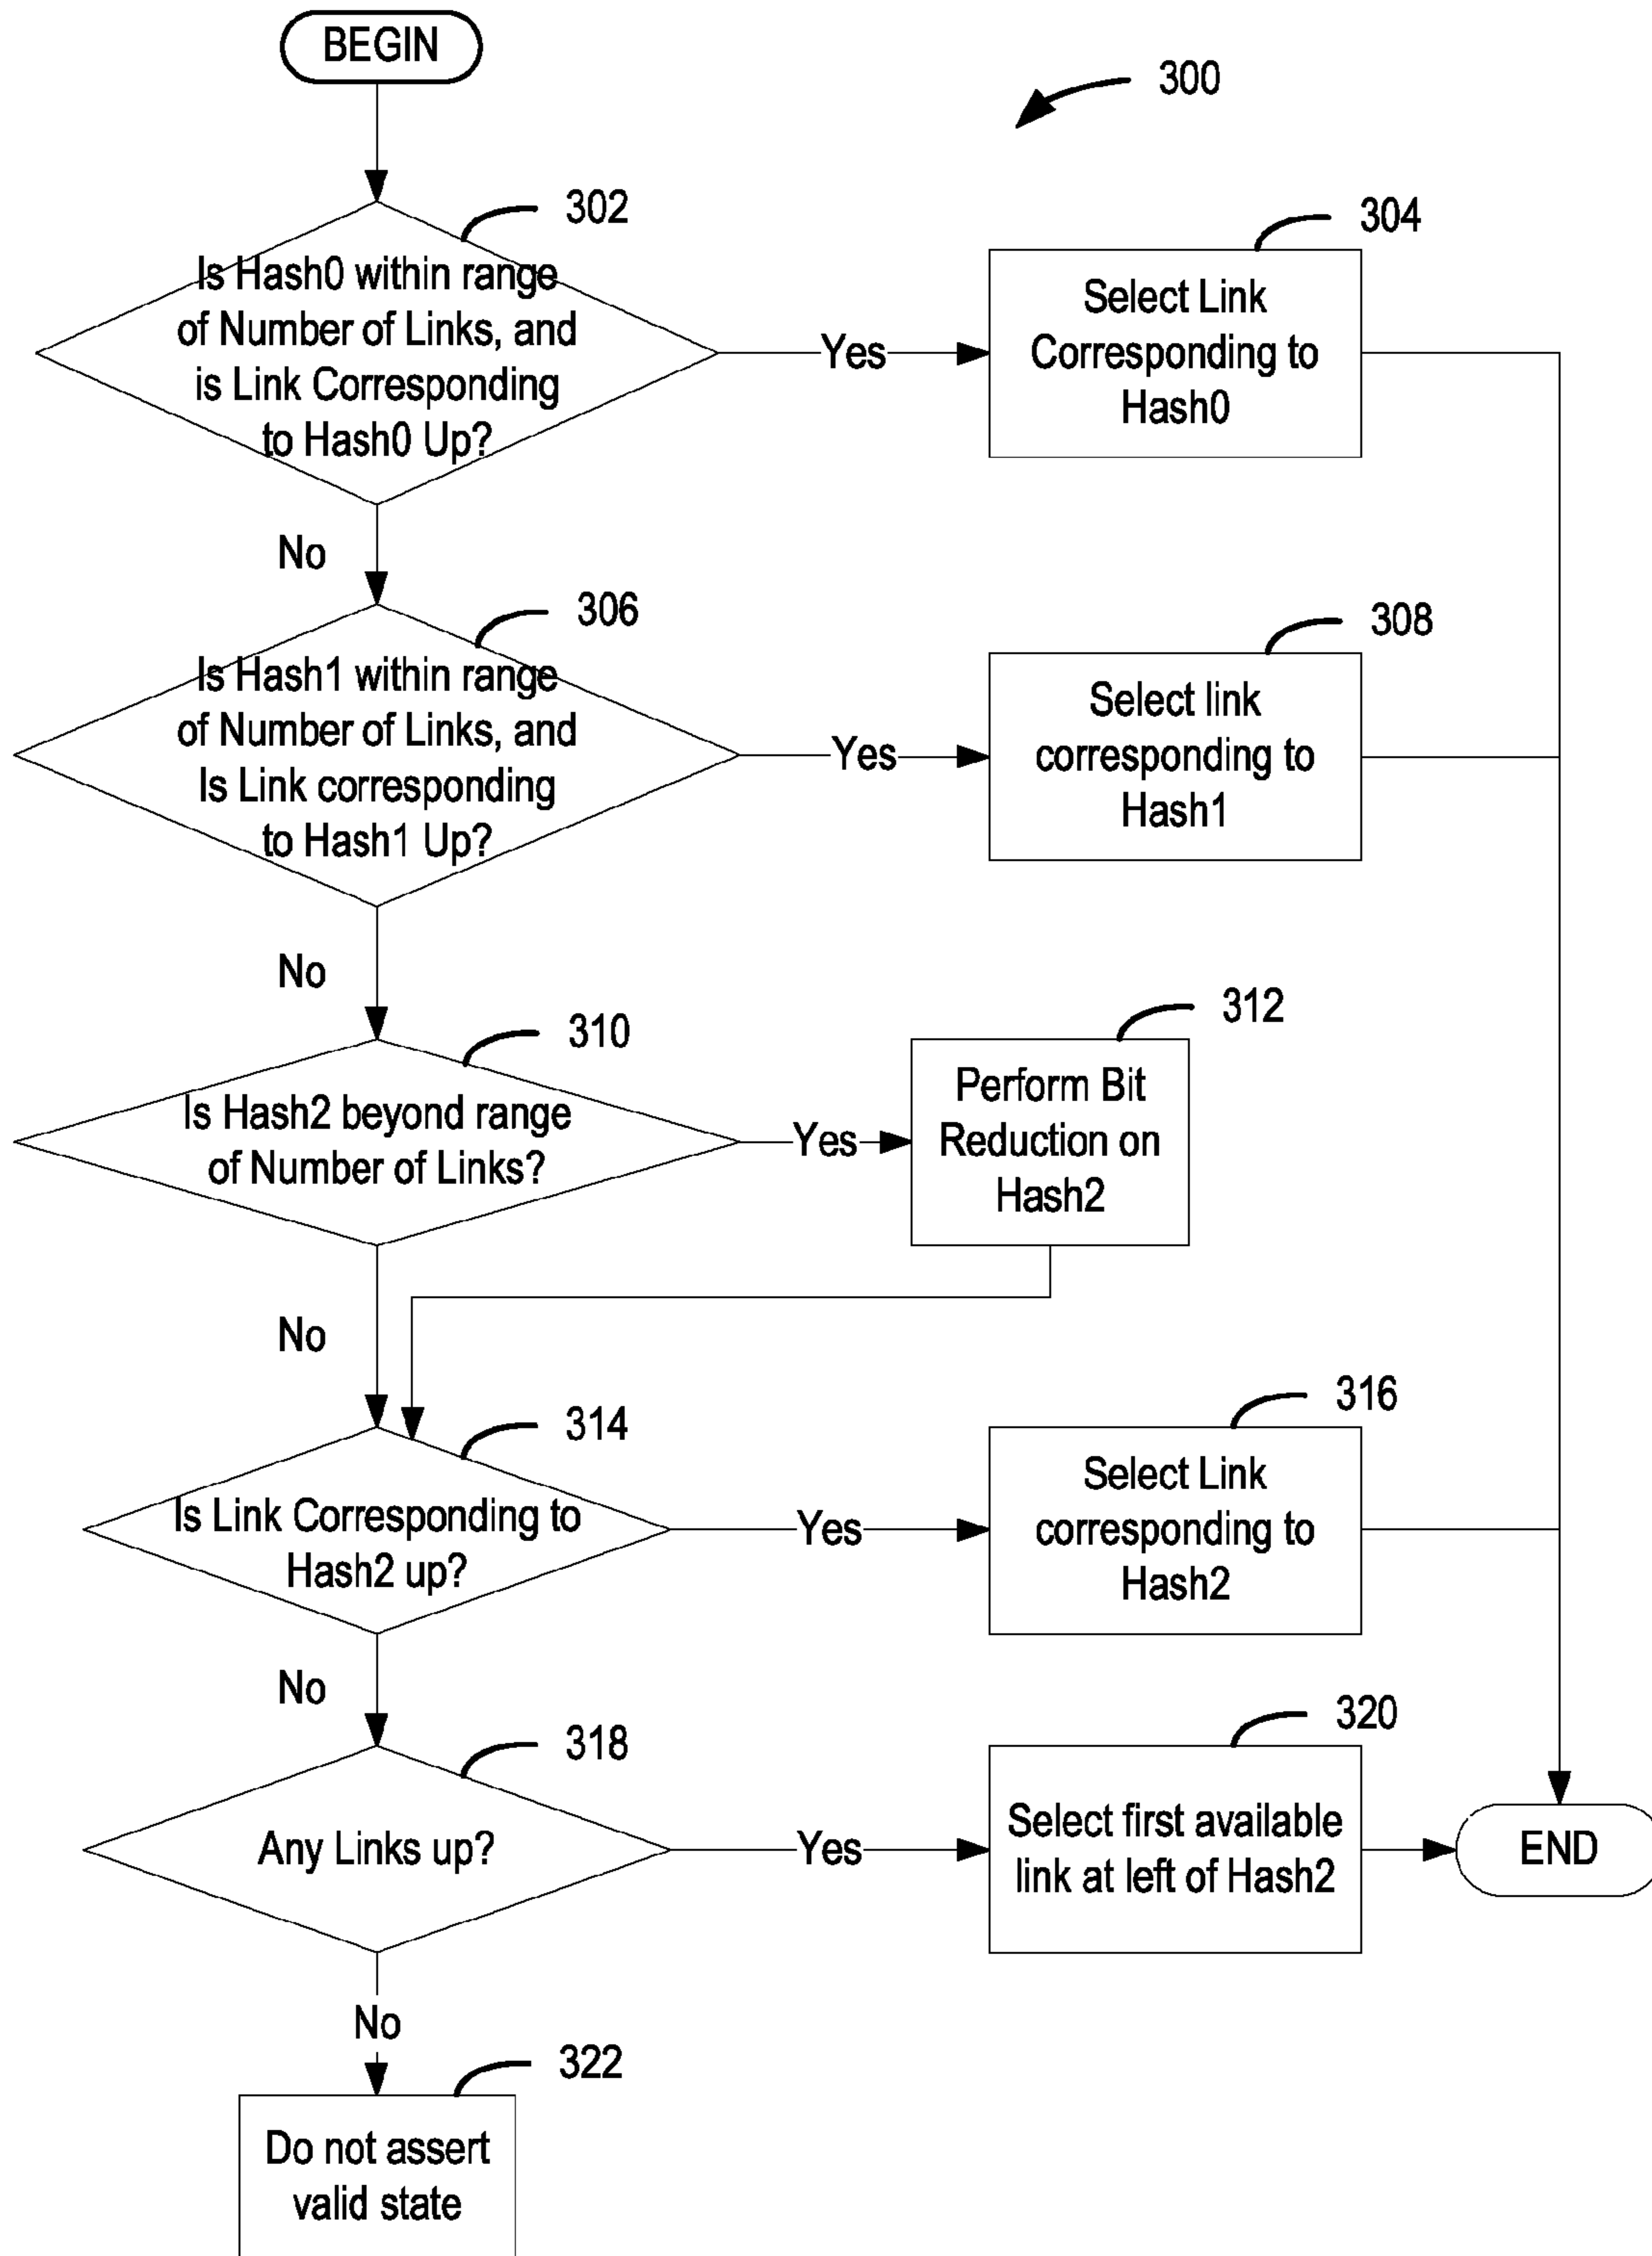 BEGIN
300
302
Is Hash0 within range
of Number of Links, and
is Link Corresponding
to Hash0 Up?
Yes
304
Select Link
Corresponding to
Hash0
No
306
Is Hash1 within range
of Number of Links, and
Is Link corresponding
to Hash1 Up?
Yes
308
Select link
corresponding to
Hash1
No
310
Is Hash2 beyond range
of Number of Links?
Yes
312
Perform Bit
Reduction on
Hash2
No
314
Is Link Corresponding to
Hash2 up?
Yes
316
Select Link
corresponding to
Hash2
No
318
Any Links up?
Yes
320
Select first available
link at left of Hash2
END
No
322
Do not assert
valid state